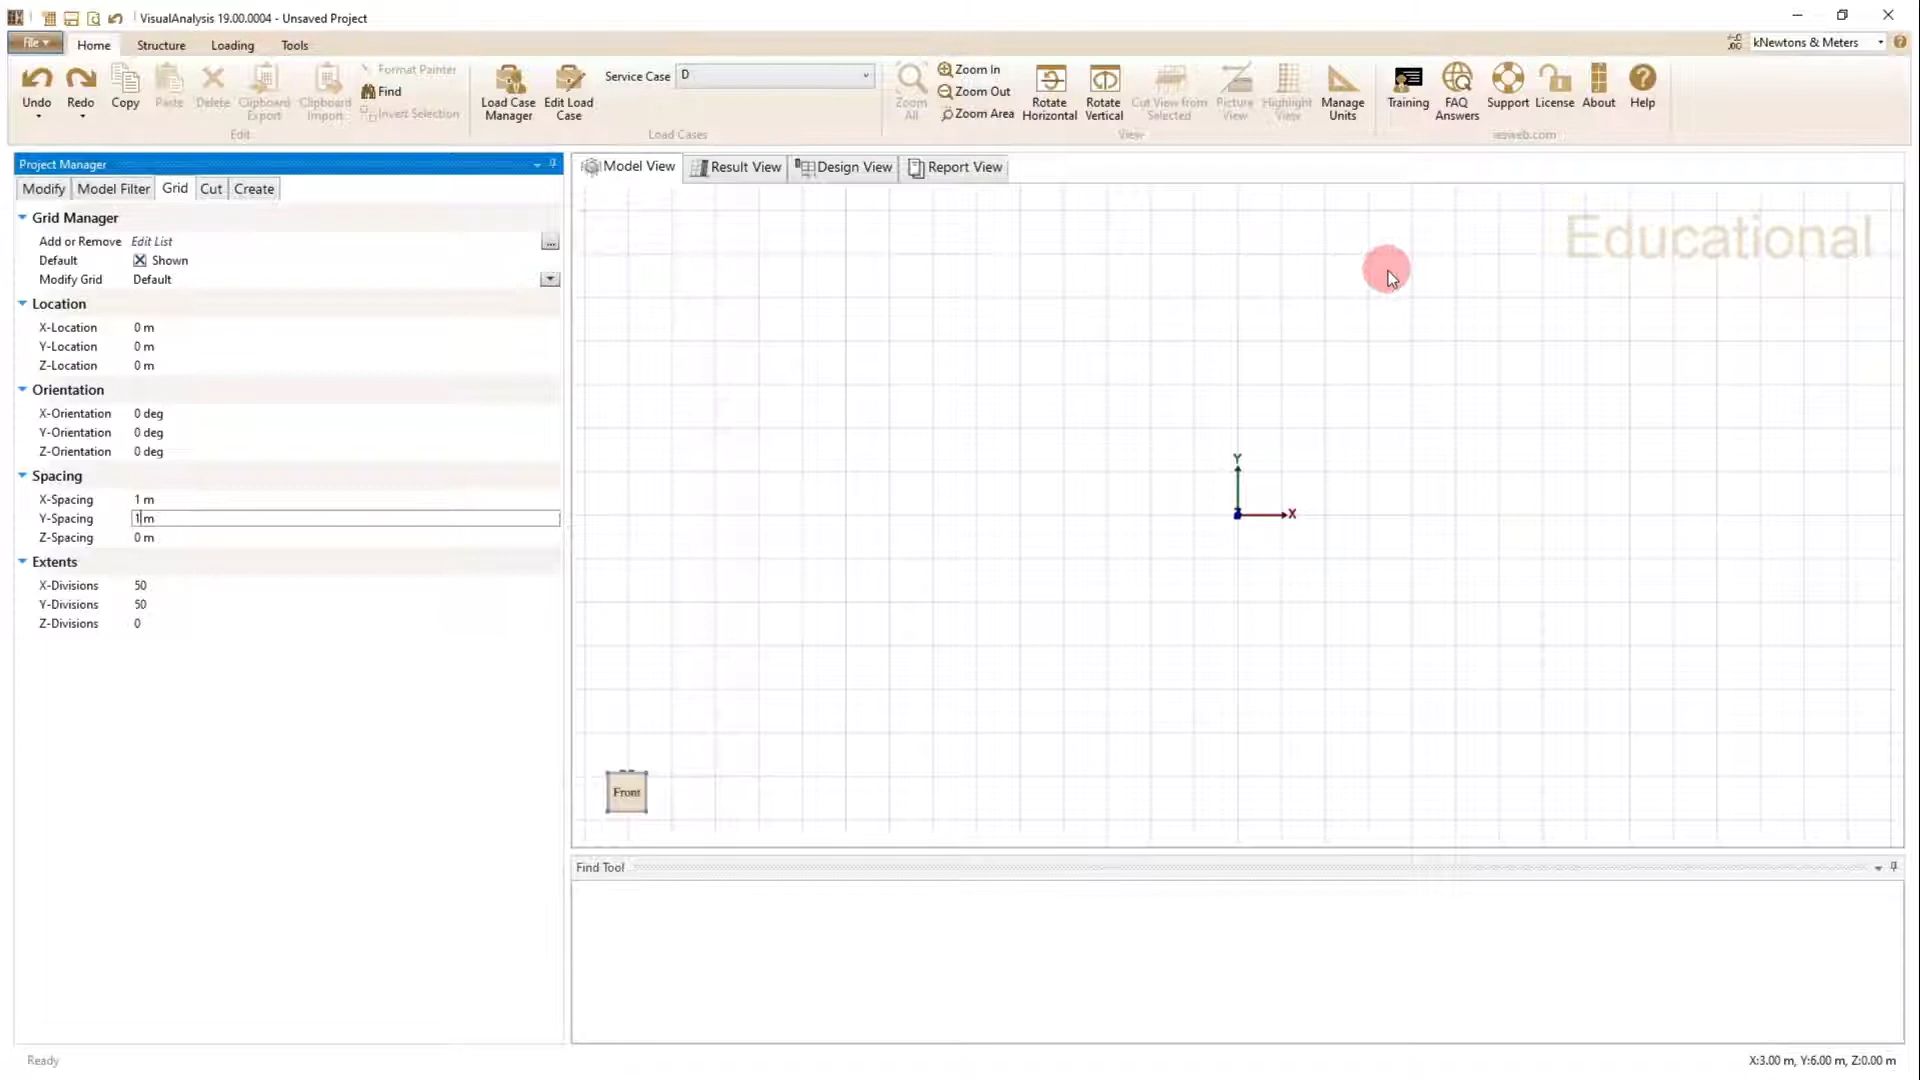 VisualAnalysis 19.00.0004 - Unsaved Project
File Home Structure Loading Tools kNewtons & Meters
Undo Redo Copy Paste Delete Clipboard Export Clipboard Import Format Painter Find Invert Selection
Edit
Load Case Manager Edit Load Case Service Case D
Load Cases
Zoom All Zoom In Zoom Out Zoom Area Rotate Horizontal Rotate Vertical Cut View from Selected Picture View Highlight View Manage Units
View
Training FAQ Answers Support License About Help
iesweb.com
Project Manager
Modify Model Filter Grid Cut Create
Grid Manager
Add or Remove Edit List ...
Default Shown
Modify Grid Default
Location
X-Location 0 m
Y-Location 0 m
Z-Location 0 m
Orientation
X-Orientation 0 deg
Y-Orientation 0 deg
Z-Orientation 0 deg
Spacing
X-Spacing 1 m
Y-Spacing 1 m
Z-Spacing 0 m
Extents
X-Divisions 50
Y-Divisions 50
Z-Divisions 0
Model View Result View Design View Report View
Educational
Y
X
Front
Find Tool
Ready
X:3.00 m, Y:6.00 m, Z:0.00 m